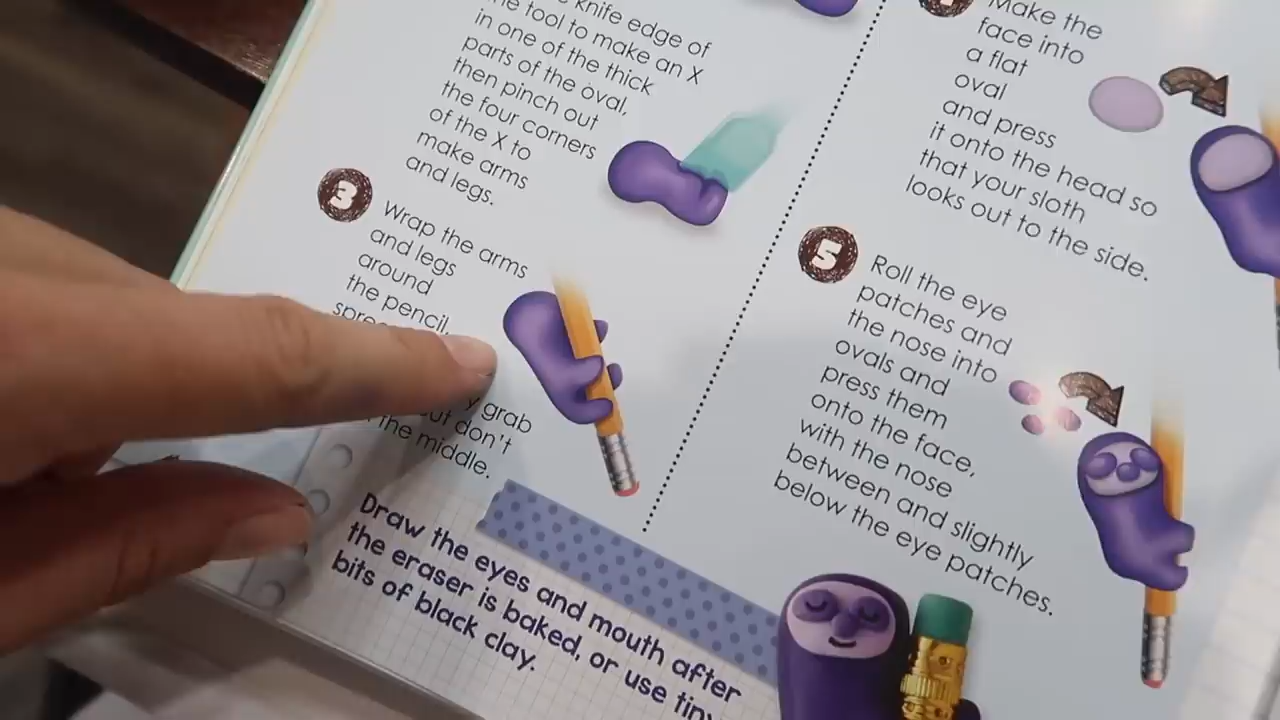 knife edge of
the tool to make an X
in one of the thick
parts of the oval,
then pinch out
the four corners
of the X to
make arms
and legs.
3
Wrap the arms
and legs
around
the pencil,
grab
but don't
the middle.
Draw the eyes and mouth after
the eraser is baked, or use tiny
bits of black clay.
Make the
face into
a flat
oval
and press
it onto the head so
that your sloth
looks out to the side.
5
Roll the eye
patches and
the nose into
ovals and
press them
onto the face,
with the nose
between and slightly
below the eye patches.